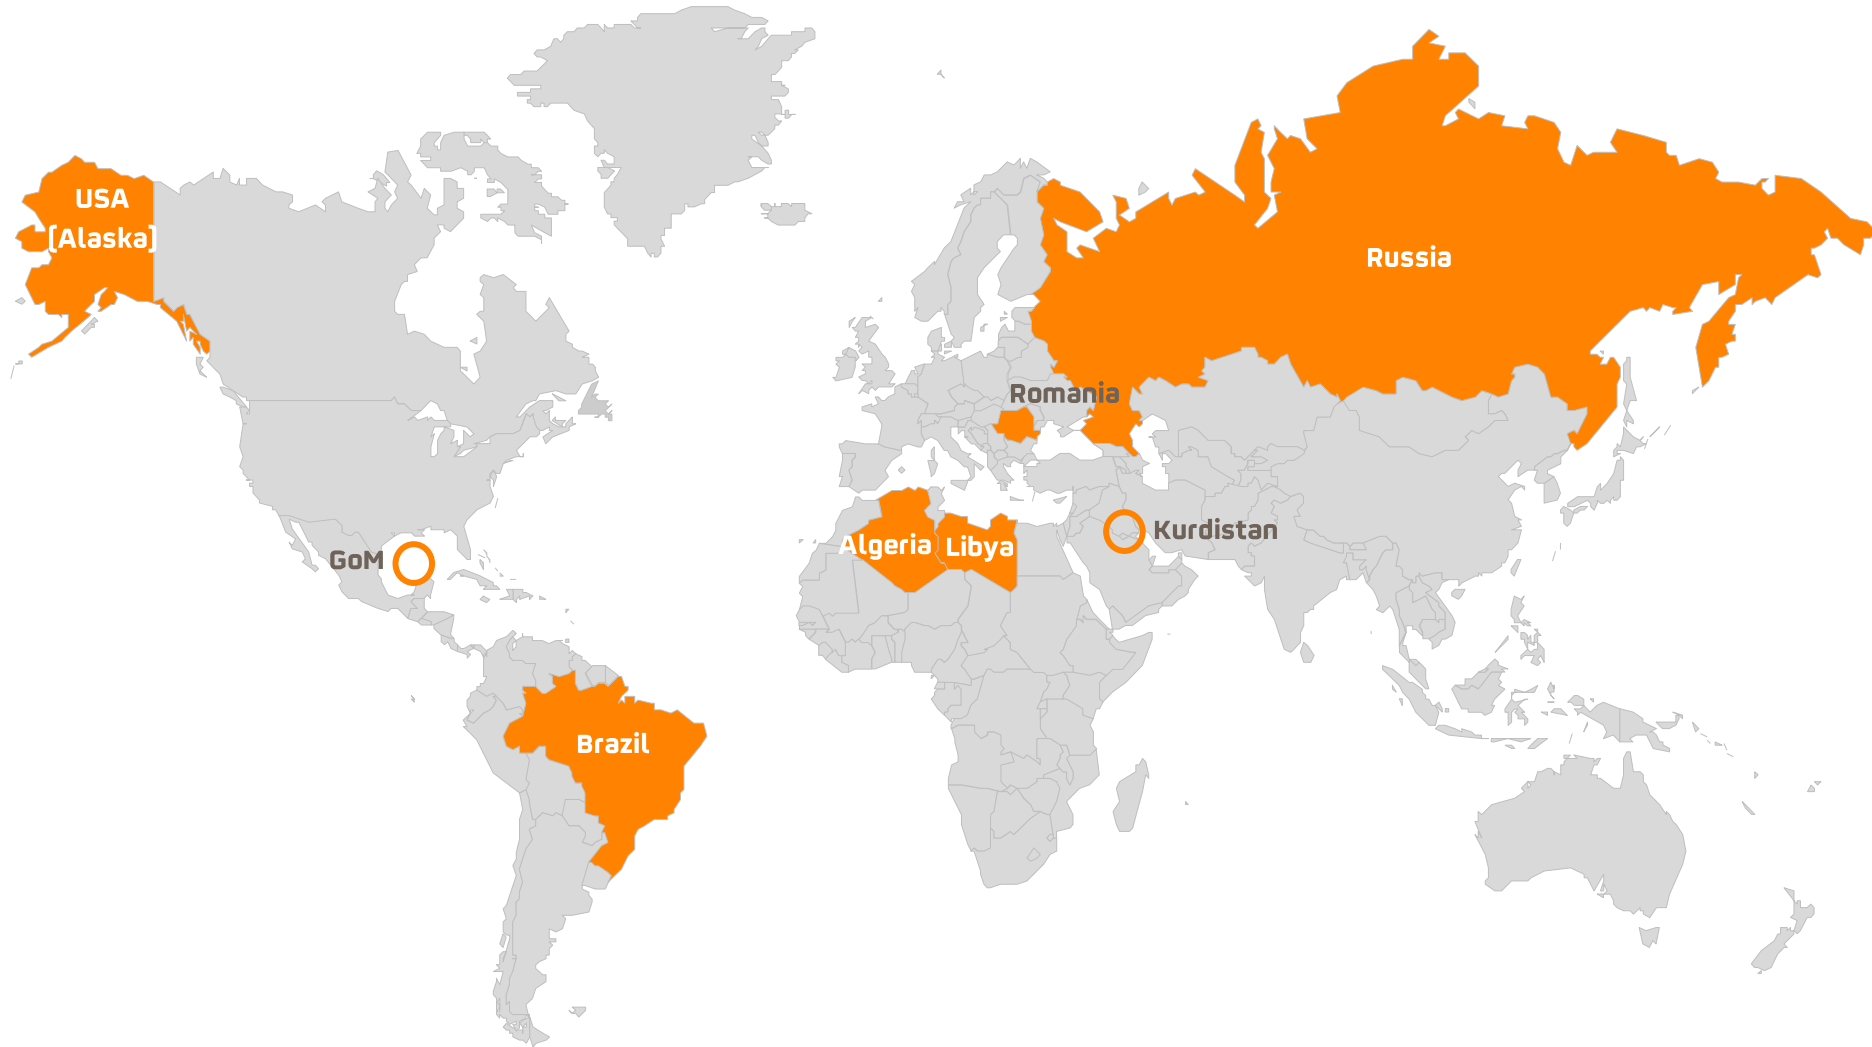 USA
(Alaska)
Russia
Romania
Kurdistan
GoM
Algeria
Libya
Brazil